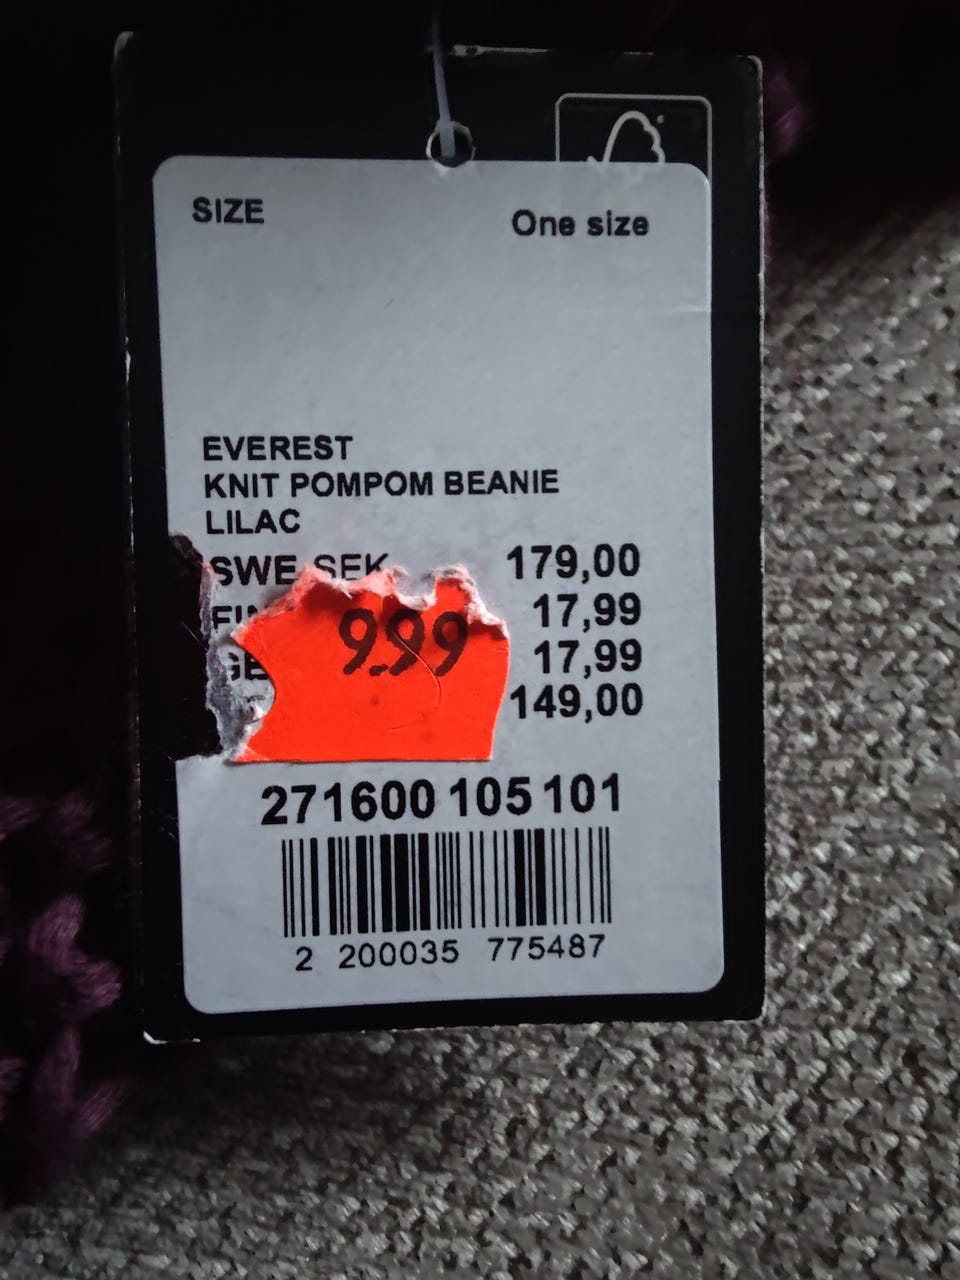 SIZE One size
EVEREST
KNIT POMPOM BEANIE
LILAC
SWE SEK 179,00
17,99
9.99
17,99
149,00
271600 105 101
2 200035 775487